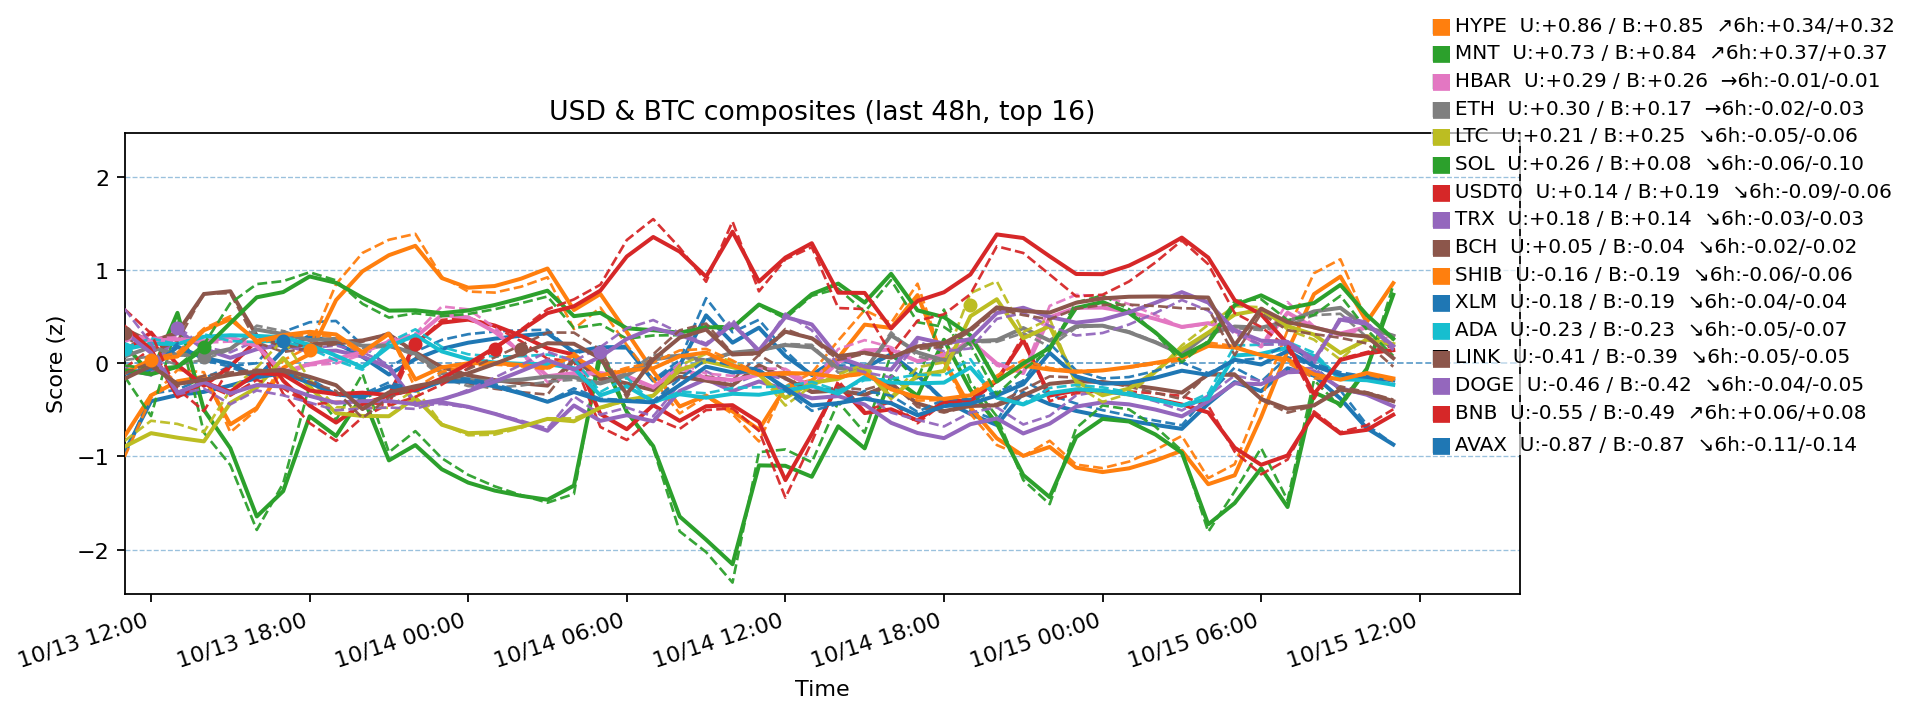 HYPE  U:+0.86 / B:+0.85  ↗6h:+0.34/+0.32
MNT  U:+0.73 / B:+0.84  ↗6h:+0.37/+0.37
HBAR  U:+0.29 / B:+0.26  →6h:-0.01/-0.01
ETH  U:+0.30 / B:+0.17  →6h:-0.02/-0.03
LTC  U:+0.21 / B:+0.25  ↘6h:-0.05/-0.06
SOL  U:+0.26 / B:+0.08  ↘6h:-0.06/-0.10
USDT0  U:+0.14 / B:+0.19  ↘6h:-0.09/-0.06
TRX  U:+0.18 / B:+0.14  ↘6h:-0.03/-0.03
BCH  U:+0.05 / B:-0.04  ↘6h:-0.02/-0.02
SHIB  U:-0.16 / B:-0.19  ↘6h:-0.06/-0.06
XLM  U:-0.18 / B:-0.19  ↘6h:-0.04/-0.04
ADA  U:-0.23 / B:-0.23  ↘6h:-0.05/-0.07
LINK  U:-0.41 / B:-0.39  ↘6h:-0.05/-0.05
DOGE  U:-0.46 / B:-0.42  ↘6h:-0.04/-0.05
BNB  U:-0.55 / B:-0.49  ↗6h:+0.06/+0.08
AVAX  U:-0.87 / B:-0.87  ↘6h:-0.11/-0.14
USD & BTC composites (last 48h, top 16)
Score (z)
2
1
0
−1
−2
10/13 12:00
10/13 18:00
10/14 00:00
10/14 06:00
10/14 12:00
10/14 18:00
10/15 00:00
10/15 06:00
10/15 12:00
Time